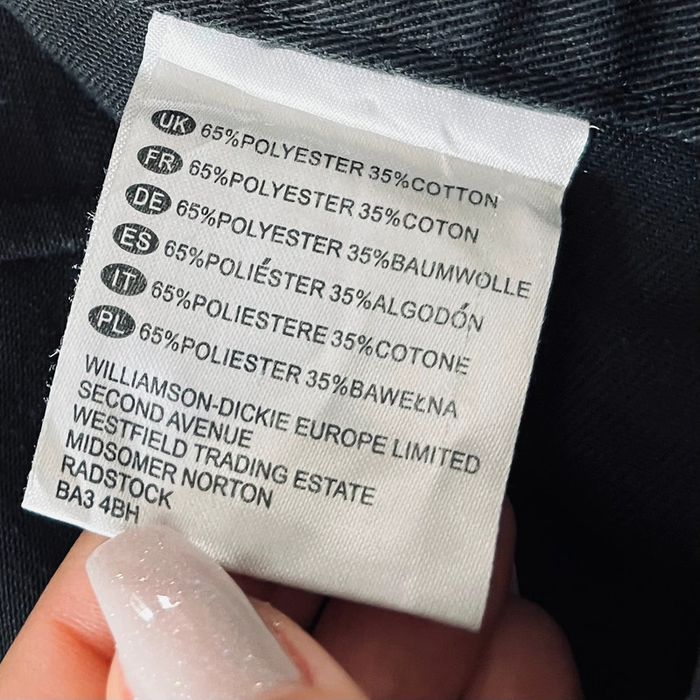 UK 65%POLYESTER 35%COTTON
FR 65%POLYESTER 35%COTON
DE 65%POLYESTER 35%BAUMWOLLE
ES 65%POLIÉSTER 35%ALGODÓN
IT 65%POLIESTERE 35%COTONE
PL 65%POLIESTER 35%BAWEŁNA
WILLIAMSON-DICKIE EUROPE LIMITED
SECOND AVENUE
WESTFIELD TRADING ESTATE
MIDSOMER NORTON
RADSTOCK
BA3 4BH